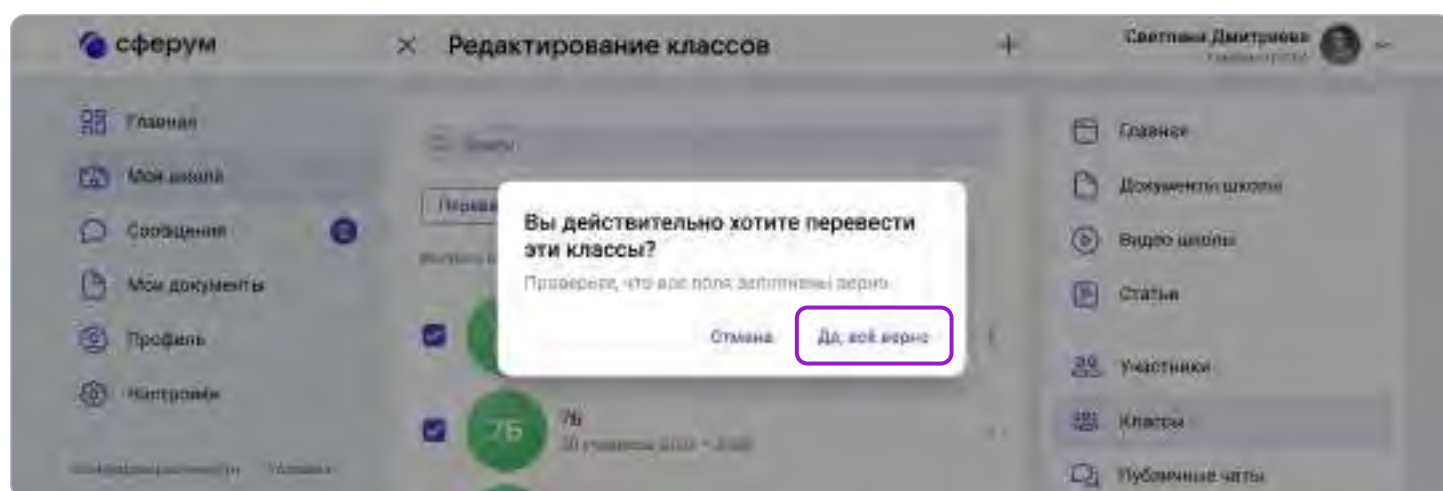 сферум
Редактирование классов
Светлана Дмитриева
Главная
Моя школа
Сообщения
Мои документы
Профиль
Настройки
Вы действительно хотите перевести
эти классы?
Проверьте, что все поля заполнены верно.
Отмена
Да, всё верно
7Б
7Б
Главная
Документы школы
Видео школы
Статьи
Участники
Классы
Публичные чаты